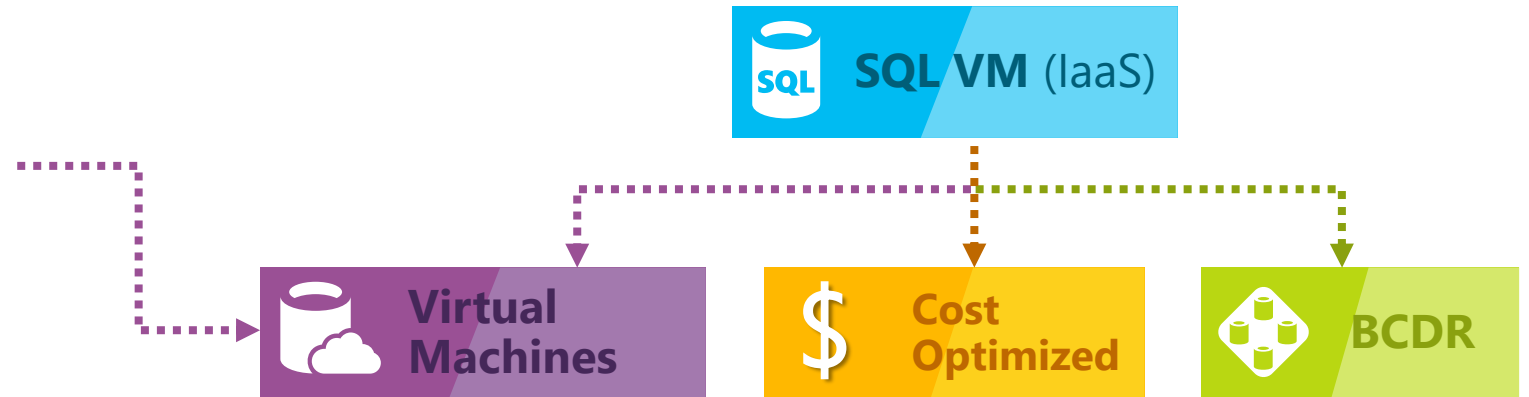 SQL
SQL VM (IaaS)
Virtual
Machines
$
Cost
Optimized
BCDR